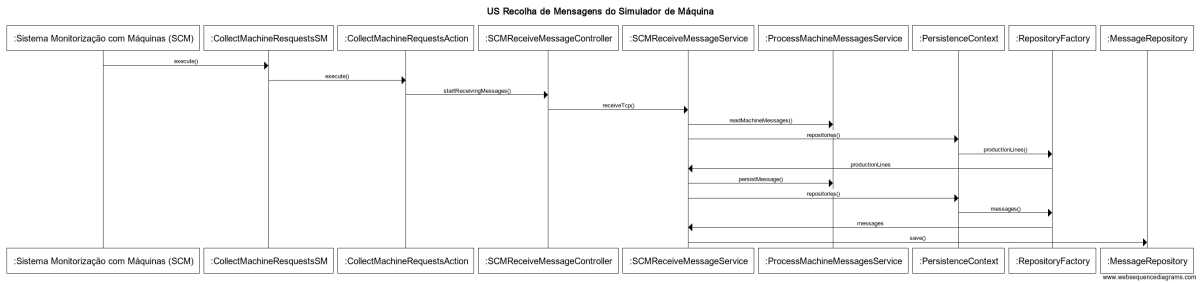 US Recolha de Mensagens do Simulador de Máquina
:Sistema Monitorização com Máquinas (SCM)
:CollectMachineResquestsSM
:CollectMachineRequestsAction
:SCMReceiveMessageController
:SCMReceiveMessageService
:ProcessMachineMessagesService
:PersistenceContext
:RepositoryFactory
:MessageRepository
execute()
execute()
startReceivingMessages()
receiveTcp()
readMachineMessages()
repositories()
productionLines()
productionLines
persistMessage()
repositories()
messages()
messages
save()
:Sistema Monitorização com Máquinas (SCM)
:CollectMachineResquestsSM
:CollectMachineRequestsAction
:SCMReceiveMessageController
:SCMReceiveMessageService
:ProcessMachineMessagesService
:PersistenceContext
:RepositoryFactory
:MessageRepository
www.websequencediagrams.com